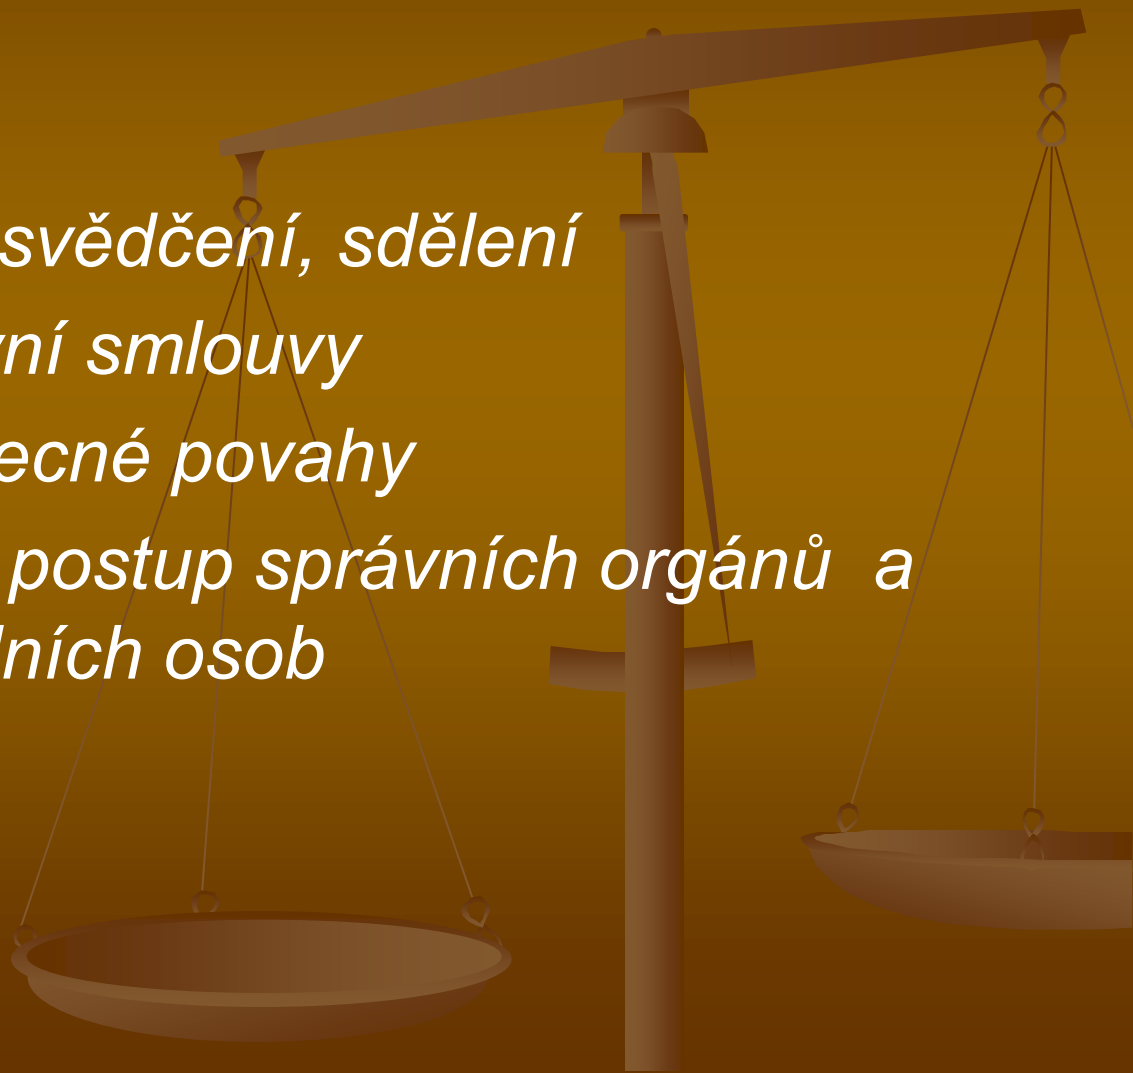 svědčení, sdělení
vní smlouvy
ecné povahy
postup správních orgánů a
lních osob